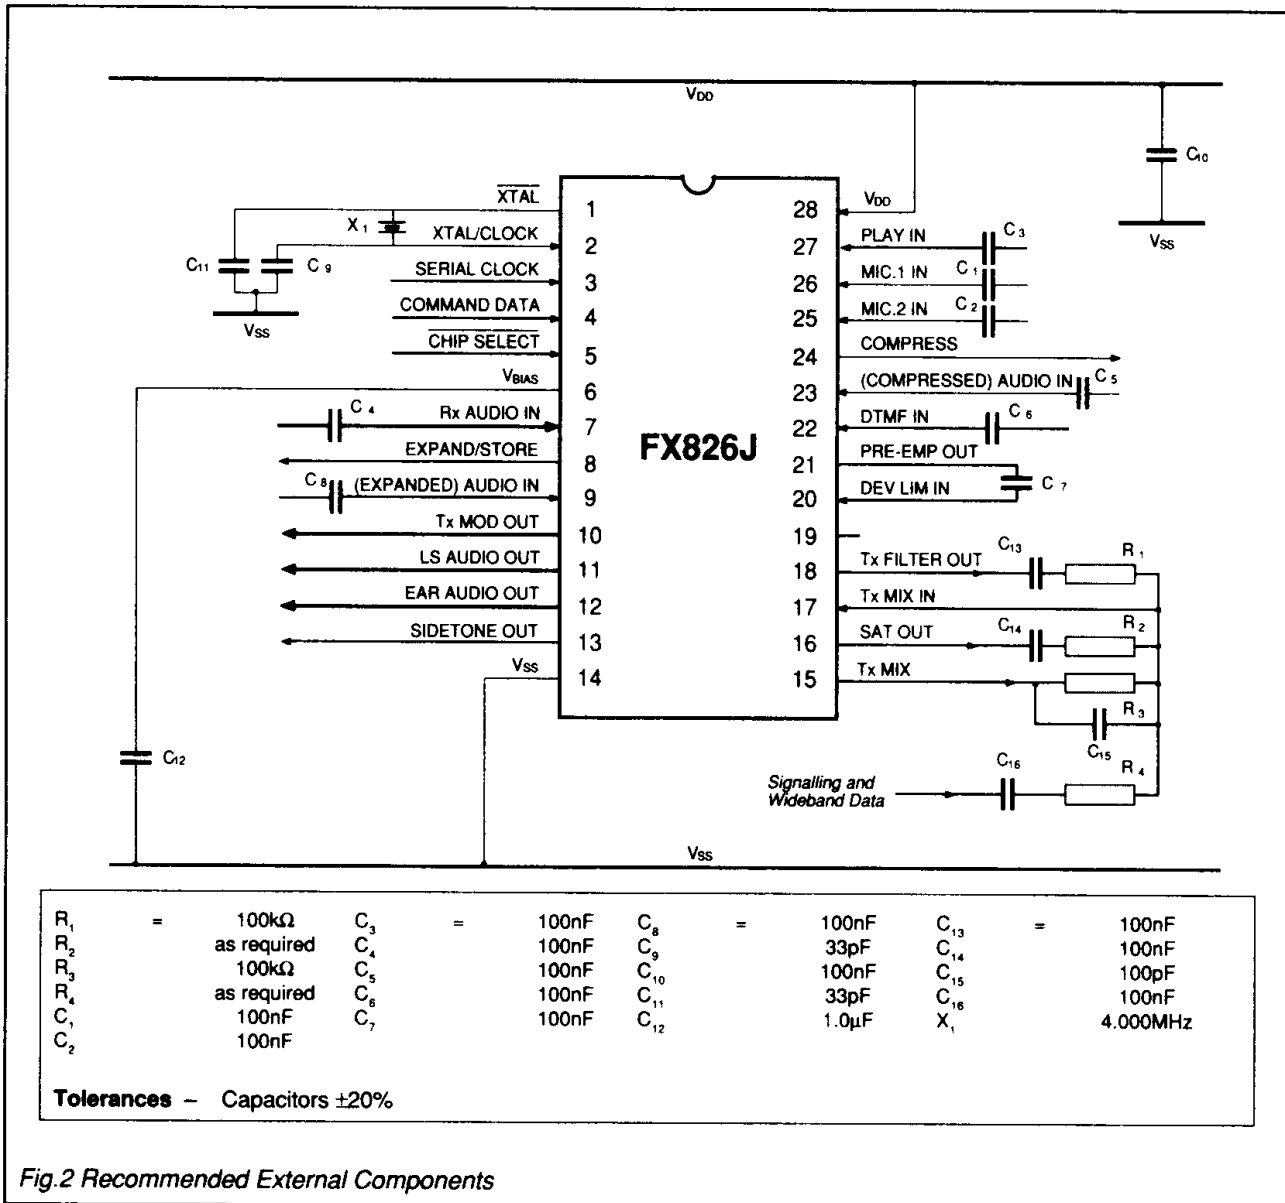 VDD
C10
VSS
XTAL 1 28 VDD
X1 XTAL/CLOCK 2 27 PLAY IN C3
C11 C9 SERIAL CLOCK 3 26 MIC.1 IN C1
COMMAND DATA 4 25 MIC.2 IN C2
VSS
CHIP SELECT 5 24 COMPRESS
VBIAS 6 23 (COMPRESSED) AUDIO IN C5
C4 Rx AUDIO IN 7 22 DTMF IN C6
FX826J
EXPAND/STORE 8 21 PRE-EMP OUT
C8 (EXPANDED) AUDIO IN 9 20 DEV LIM IN C7
Tx MOD OUT 10 19
LS AUDIO OUT 11 18 Tx FILTER OUT C13 R1
EAR AUDIO OUT 12 17 Tx MIX IN
SIDETONE OUT 13 16 SAT OUT C14 R2
VSS 14 15 Tx MIX
R3
C15
C12
Signalling and
Wideband Data
C16 R4
VSS
R1 = 100kΩ C3 = 100nF C8 = 100nF C13 = 100nF
R2 as required C4 100nF C9 33pF C14 100nF
R3 100kΩ C5 100nF C10 100nF C15 100pF
R4 as required C6 100nF C11 33pF C16 100nF
C1 100nF C7 100nF C12 1.0µF X1 4.000MHz
C2 100nF
Tolerances – Capacitors ±20%
Fig.2 Recommended External Components